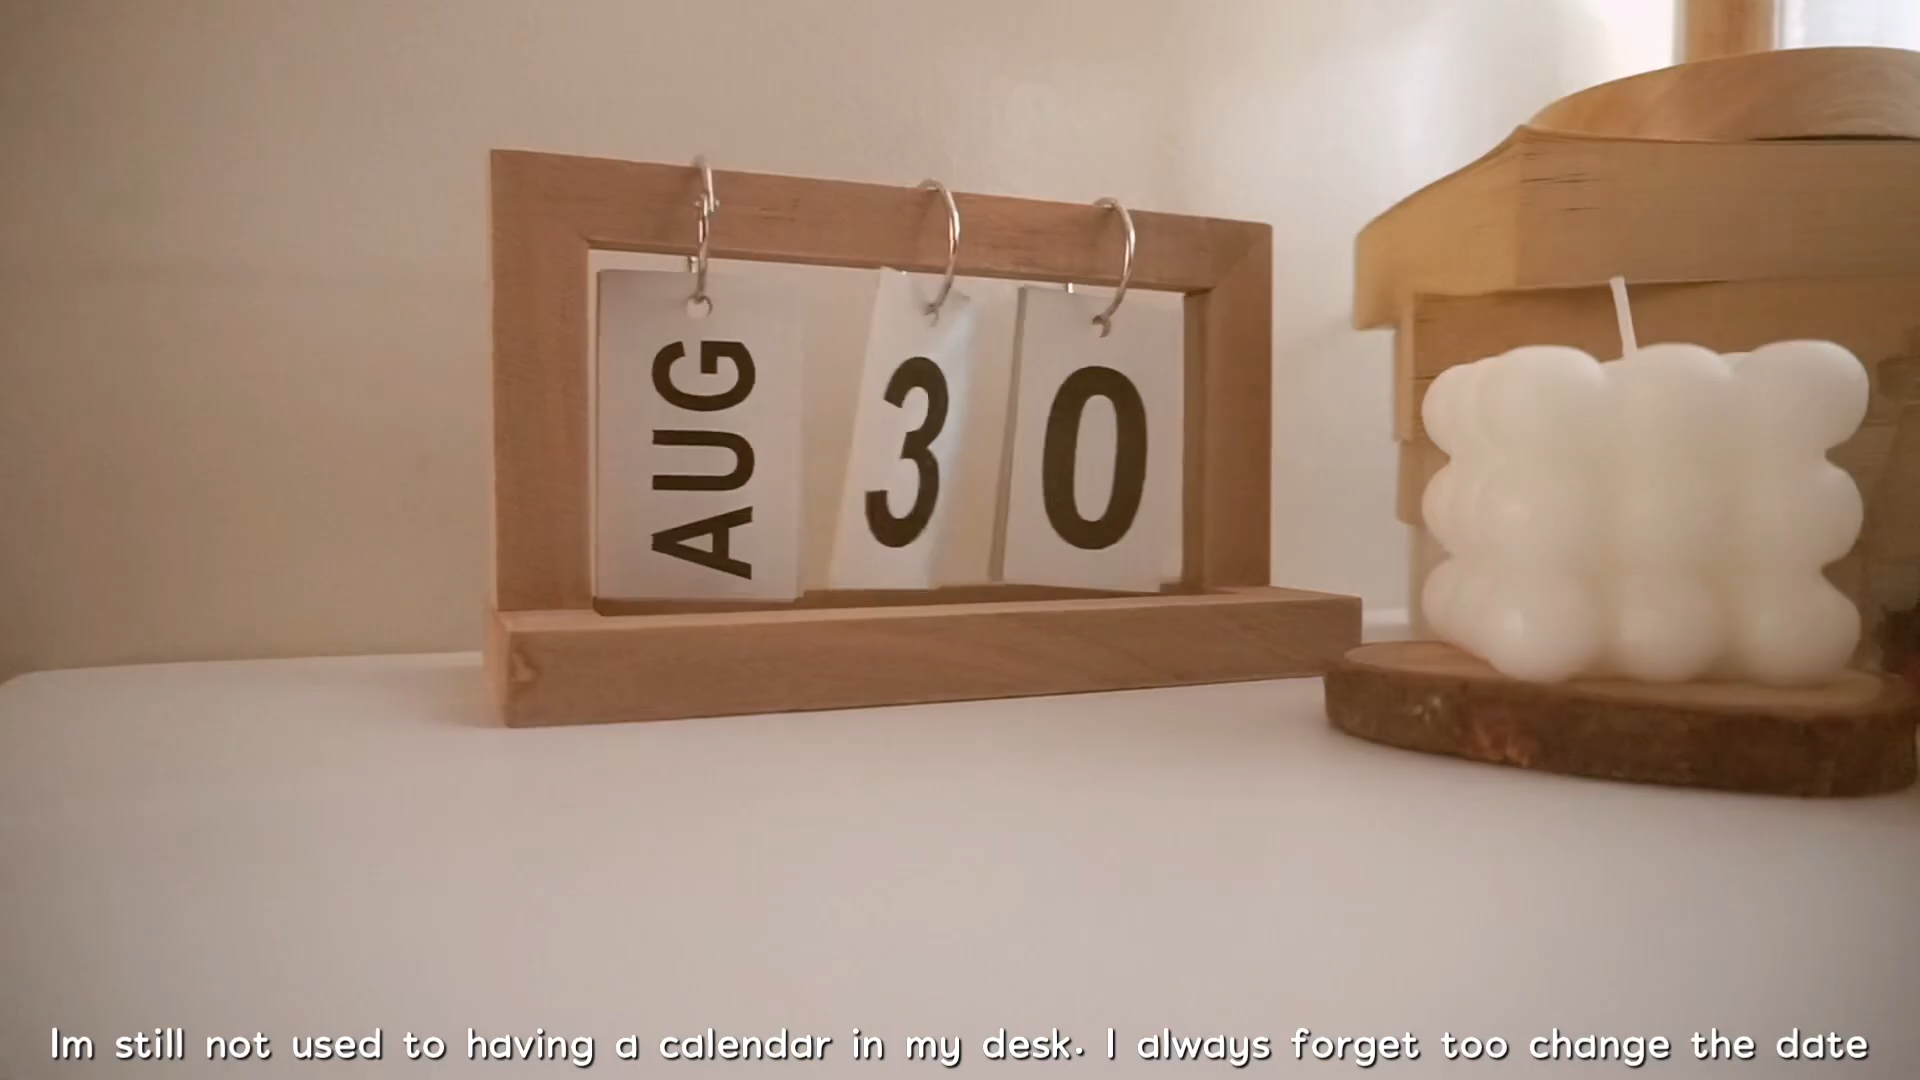 AUG 30
Im still not used to having a calendar in my desk. I always forget too change the date